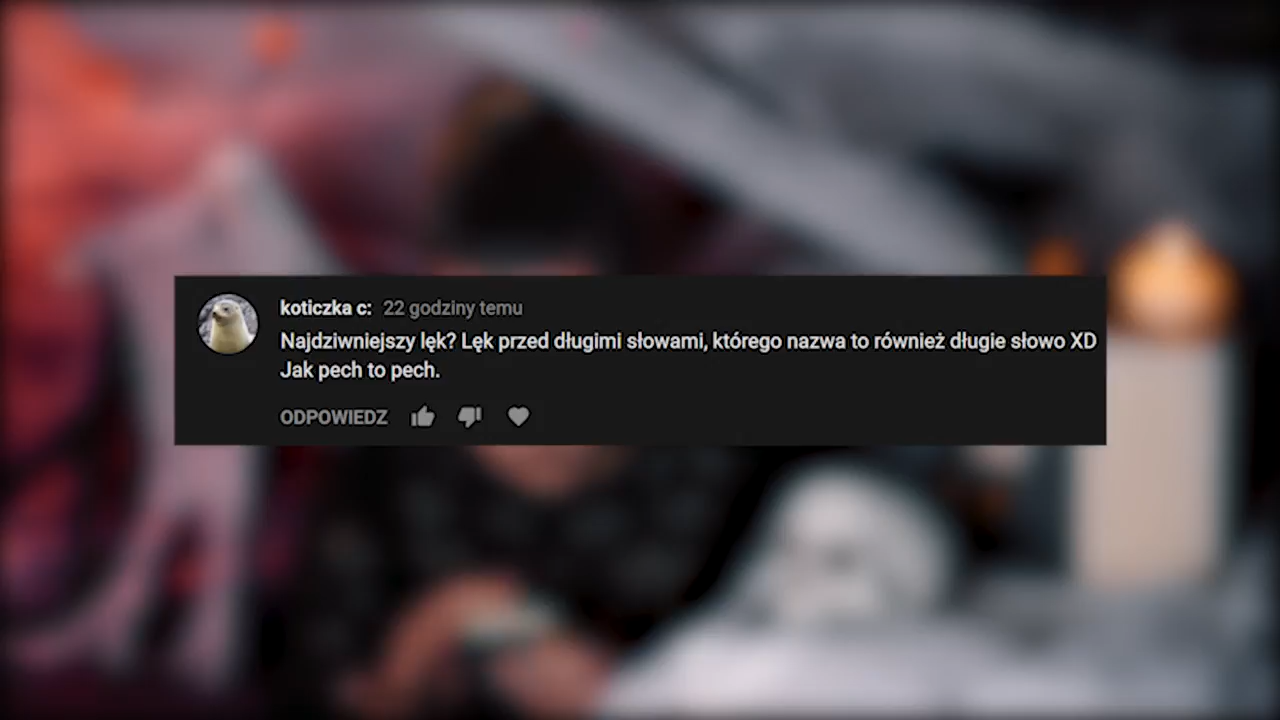 koticzka c: 22 godziny temu
Najdziwniejszy lęk? Lęk przed długimi słowami, którego nazwa to również długie słowo XD
Jak pech to pech.
ODPOWIEDZ